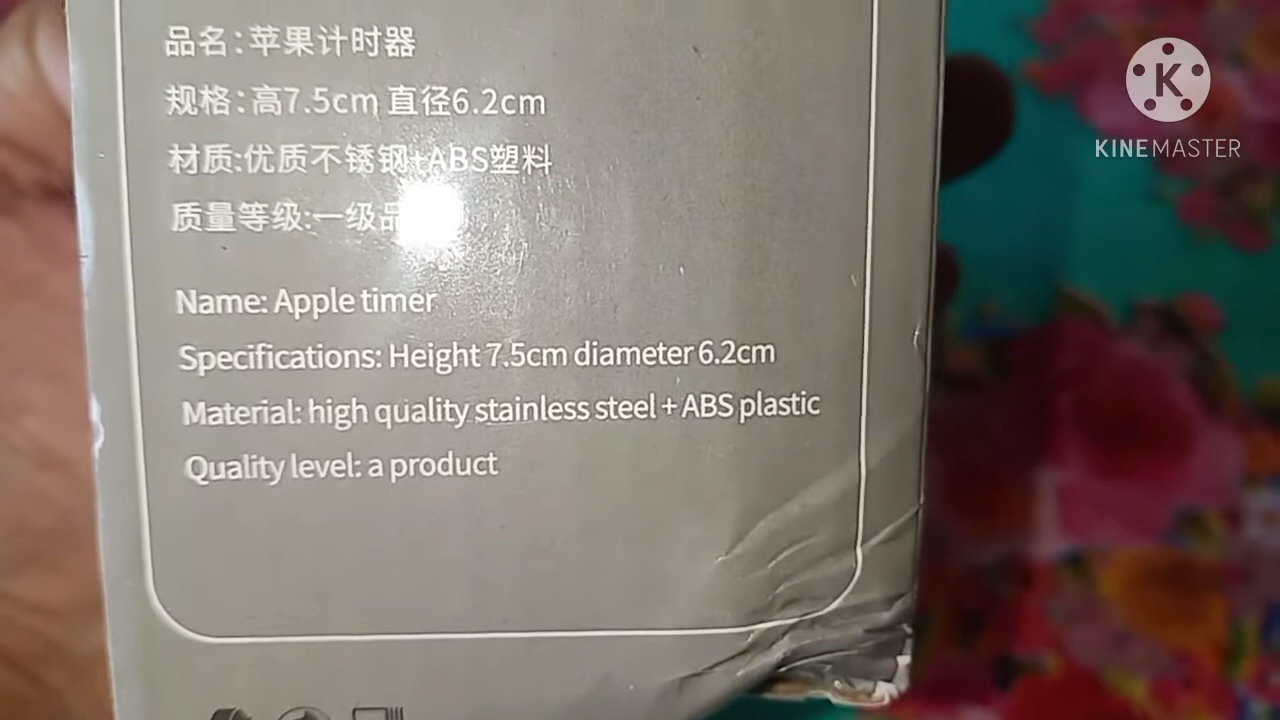 品名:苹果计时器
规格:高7.5cm 直径6.2cm
材质:优质不锈钢+ABS塑料
质量等级:一级品
Name: Apple timer
Specifications: Height 7.5cm diameter 6.2cm
Material: high quality stainless steel + ABS plastic
Quality level: a product
K
KINEMASTER